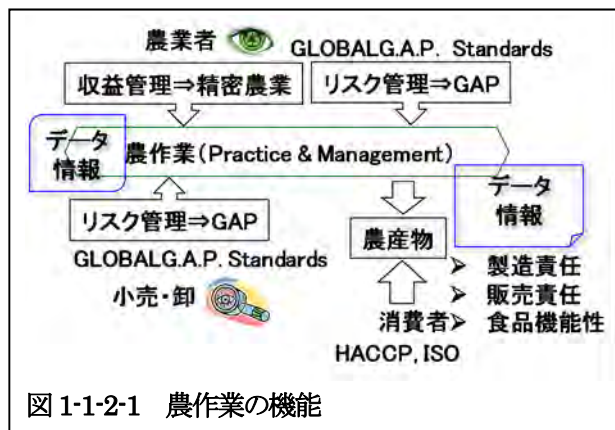 農業者
GLOBALG.A.P. Standards
収益管理⇒精密農業
リスク管理⇒GAP
データ
情報
農作業(Practice & Management)
データ
情報
リスク管理⇒GAP
GLOBALG.A.P. Standards
小売・卸
農産物
➢ 製造責任
➢ 販売責任
消費者➢ 食品機能性
HACCP, ISO
図 1-1-2-1 農作業の機能